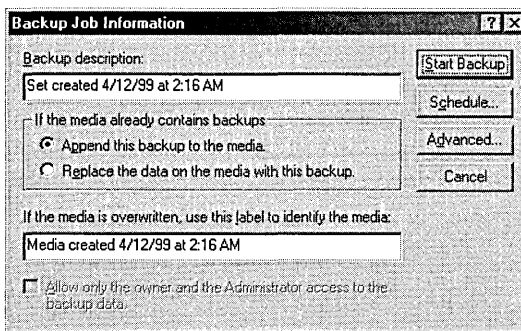 Backup Job Information
Backup description:
Set created 4/12/99 at 2:16 AM
If the media already contains backups
Append this backup to the media.
Replace the data on the media with this backup.
If the media is overwritten, use this label to identify the media:
Media created 4/12/99 at 2:16 AM
Allow only the owner and the Administrator access to the
backup data.
Start Backup
Schedule...
Advanced...
Cancel